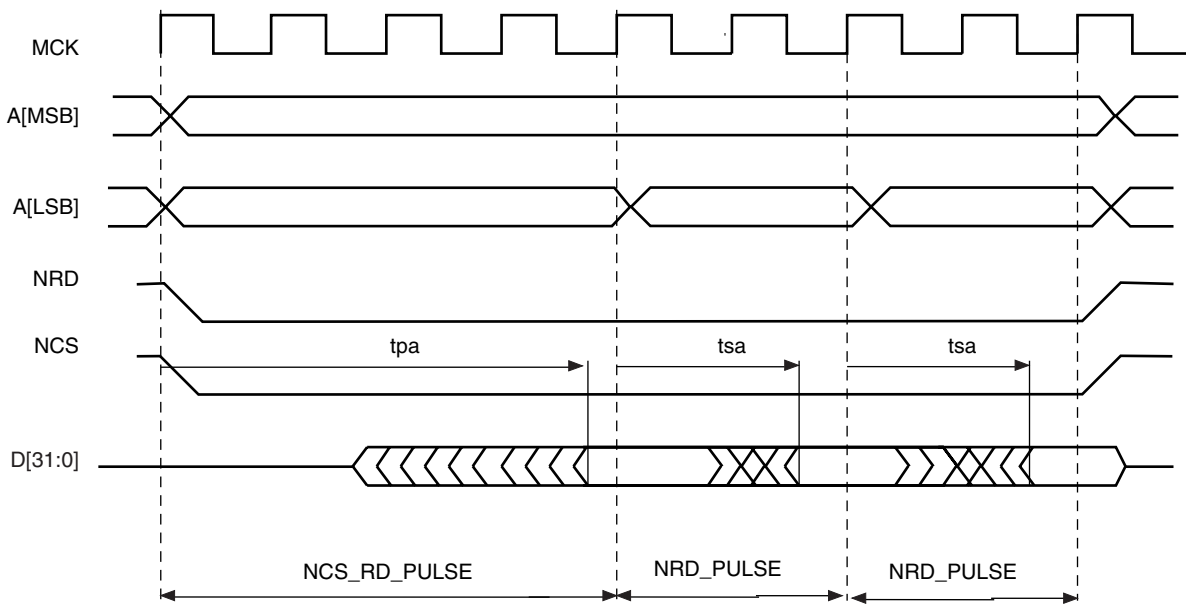 MCK
A[MSB]
A[LSB]
NRD
NCS
tpa
tsa
tsa
D[31:0]
NCS_RD_PULSE
NRD_PULSE
NRD_PULSE